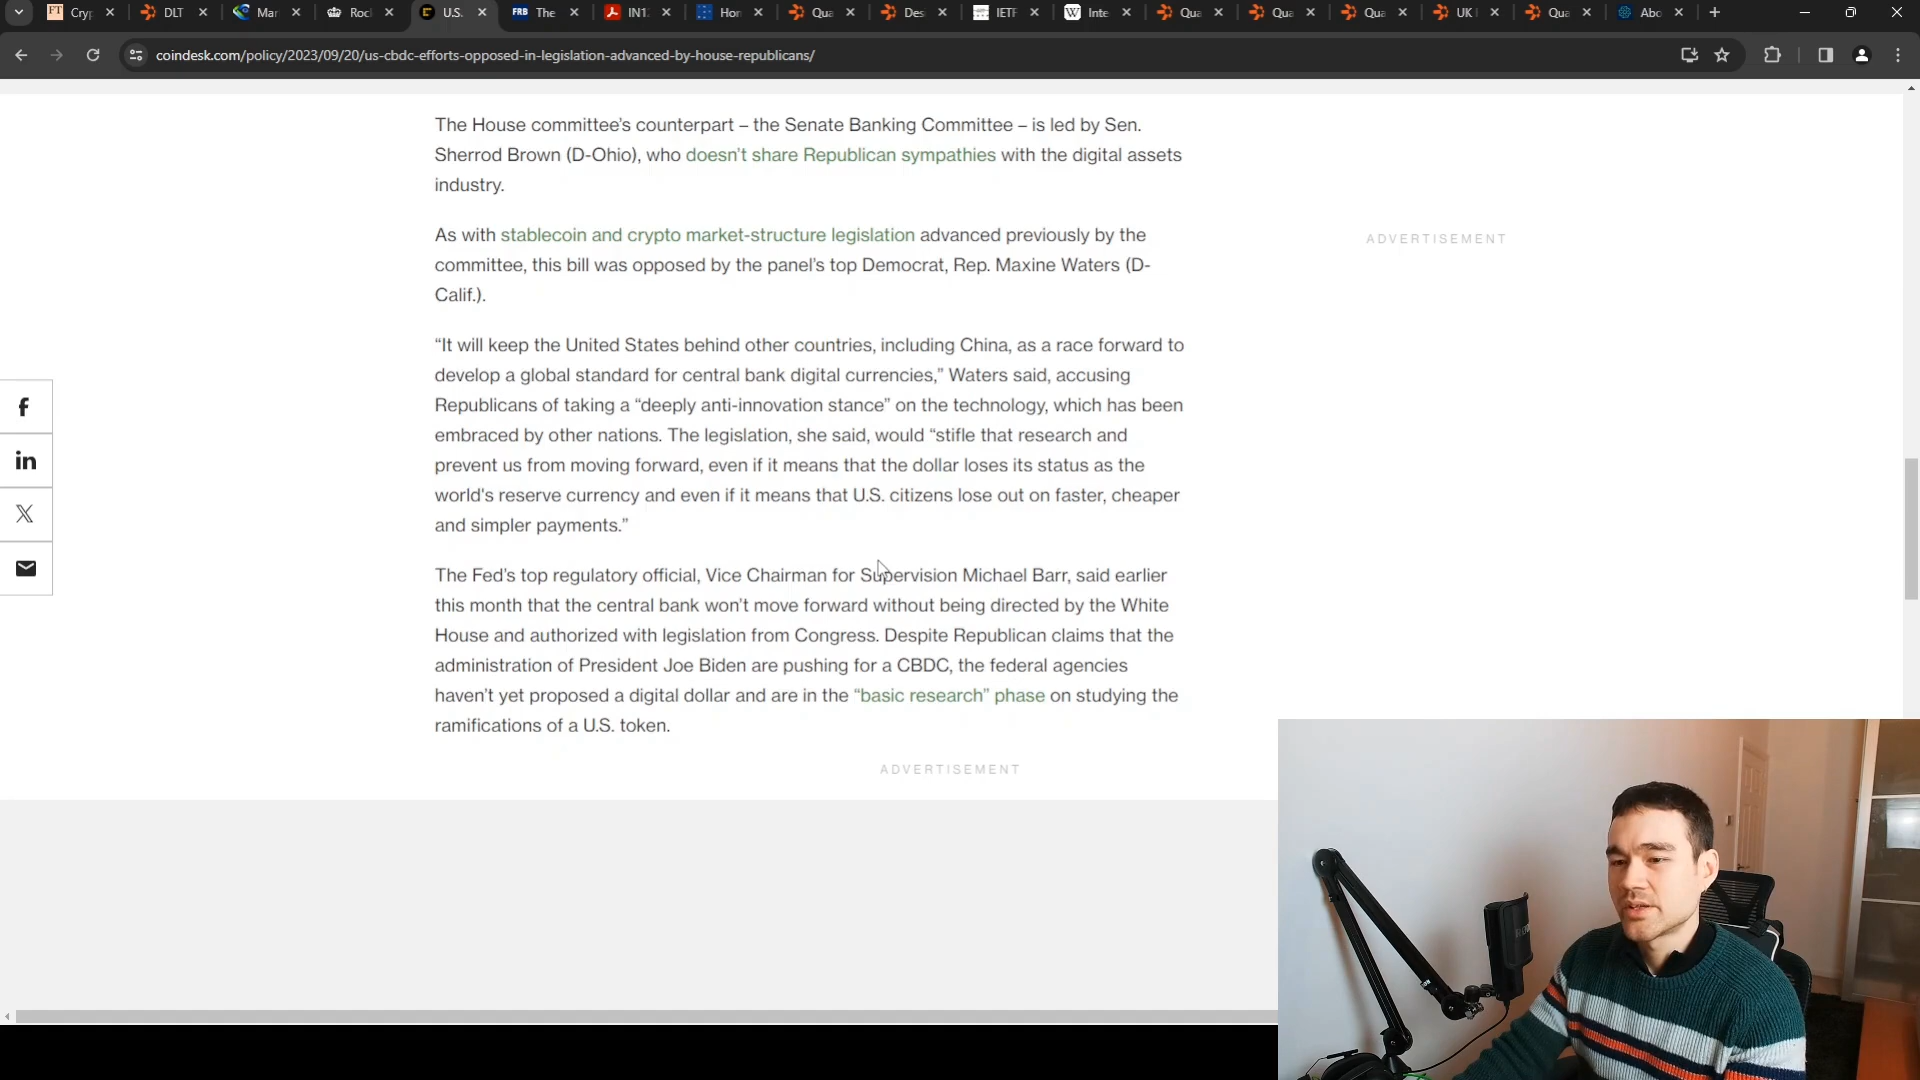 Cryp
DLT
Mar
Roc
U.S.
FRB The
IN1
Hor
Qua
Des
IETF
W Inte
Qua
Qua
Qua
UK
Qua
Abo
coindesk.com/policy/2023/09/20/us-cbdc-efforts-opposed-in-legislation-advanced-by-house-republicans/
The House committee’s counterpart – the Senate Banking Committee – is led by Sen.
Sherrod Brown (D-Ohio), who doesn’t share Republican sympathies with the digital assets
industry.
As with stablecoin and crypto market-structure legislation advanced previously by the
committee, this bill was opposed by the panel’s top Democrat, Rep. Maxine Waters (D-
Calif.).
ADVERTISEMENT
“It will keep the United States behind other countries, including China, as a race forward to
develop a global standard for central bank digital currencies,” Waters said, accusing
Republicans of taking a “deeply anti-innovation stance” on the technology, which has been
embraced by other nations. The legislation, she said, would “stifle that research and
prevent us from moving forward, even if it means that the dollar loses its status as the
world's reserve currency and even if it means that U.S. citizens lose out on faster, cheaper
and simpler payments.”
The Fed’s top regulatory official, Vice Chairman for Supervision Michael Barr, said earlier
this month that the central bank won’t move forward without being directed by the White
House and authorized with legislation from Congress. Despite Republican claims that the
administration of President Joe Biden are pushing for a CBDC, the federal agencies
haven’t yet proposed a digital dollar and are in the “basic research” phase on studying the
ramifications of a U.S. token.
ADVERTISEMENT